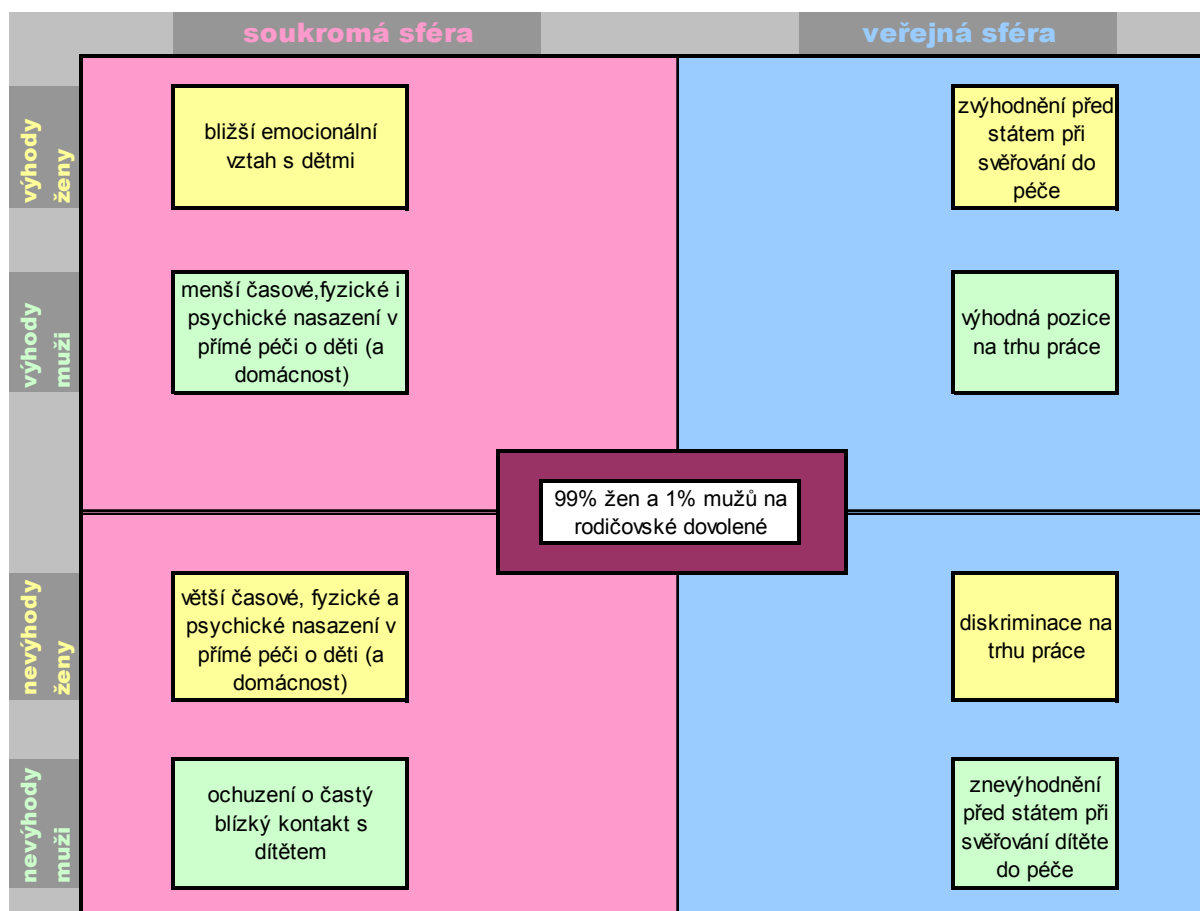 soukromá sféra
veřejná sféra
výhody
ženy
bližší emocionální
vztah s dětmi
zvýhodnění před
státem při
svěřování do
péče
výhody
muži
menší časové,fyzické i
psychické nasazení v
přímé péči o děti (a
domácnost)
výhodná pozice
na trhu práce
99% žen a 1% mužů na
rodičovské dovolené
nevýhody
ženy
větší časové, fyzické a
psychické nasazení v
přímé péči o děti (a
domácnost)
diskriminace na
trhu práce
nevýhody
muži
ochuzení o častý
blízký kontakt s
dítětem
znevýhodnění
před státem při
svěřování dítěte
do péče